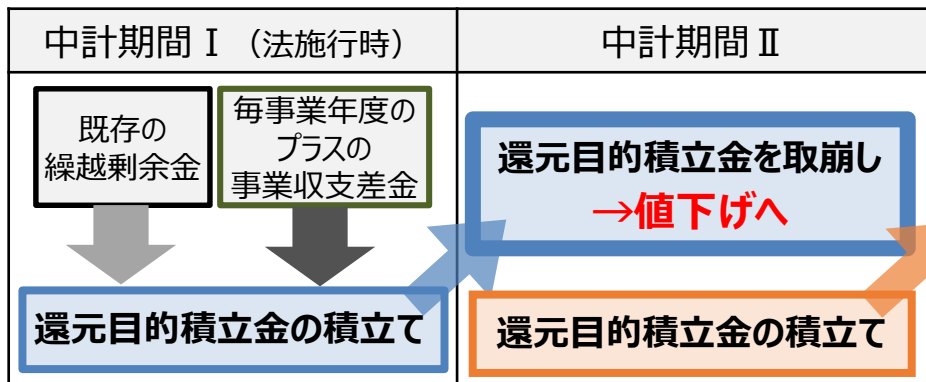 中計期間Ⅰ（法施行時）
中計期間Ⅱ
既存の
繰越剰余金
毎事業年度の
プラスの
事業収支差金
還元目的積立金の積立て
還元目的積立金を取崩し
→値下げへ
還元目的積立金の積立て